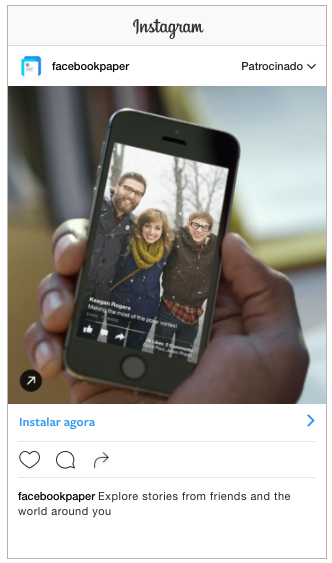 Instagram
facebookpaper
Patrocinado
Keegan Rogers
Making the most of the polar vortex!
Instalar agora
facebookpaper Explore stories from friends and the
world around you